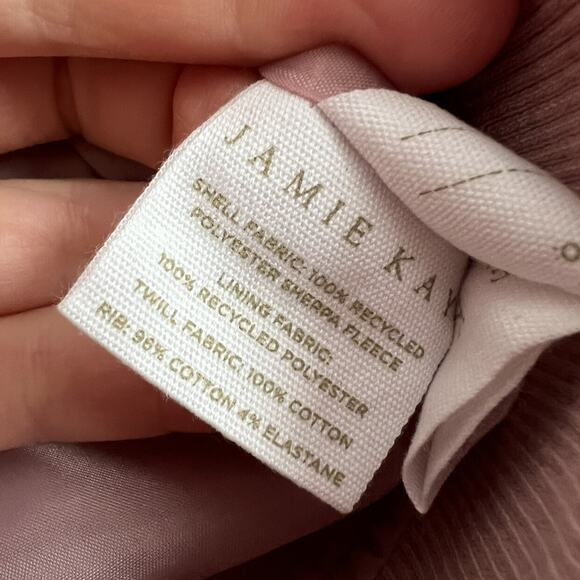 JAMIE KAY
SHELL FABRIC: 100% RECYCLED
POLYESTER SHERPA FLEECE
LINING FABRIC:
100% RECYCLED POLYESTER
TWILL FABRIC: 100% COTTON
RIB: 96% COTTON 4% ELASTANE